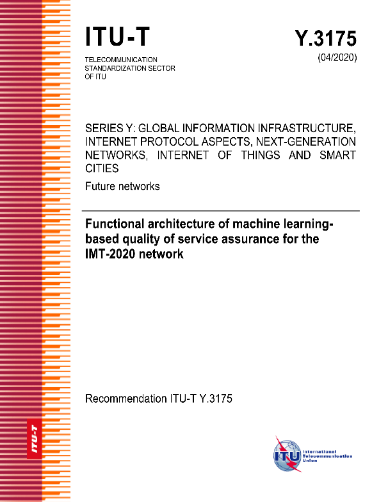 ITU-T
Y.3175
TELECOMMUNICATION
STANDARDIZATION SECTOR
OF ITU
(04/2020)
SERIES Y: GLOBAL INFORMATION INFRASTRUCTURE,
INTERNET PROTOCOL ASPECTS, NEXT-GENERATION
NETWORKS, INTERNET OF THINGS AND SMART
CITIES
Future networks
Functional architecture of machine learning-
based quality of service assurance for the
IMT-2020 network
Recommendation ITU-T Y.3175
ITU-T
ITU
International
Telecommunication
Union